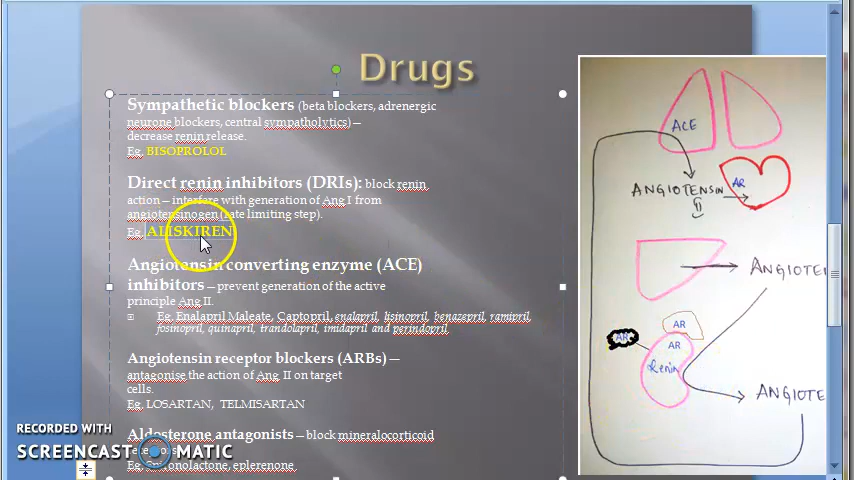 Drugs
Sympathetic blockers (beta blockers, adrenergic
neurone blockers, central sympatholytics) –
decrease renin release.
Eg. BISOPROLOL
Direct renin inhibitors (DRIs): block renin
action – interfere with generation of Ang I from
angiotensinogen (rate limiting step).
Eg. ALISKIREN
Angiotensin converting enzyme (ACE)
inhibitors – prevent generation of the active
principle Ang II.
Eg. Enalapril Maleate, Captopril, enalapril, lisinopril, benazepril, ramipril,
fosinopril, quinapril, trandolapril, imidapril and perindopril
Angiotensin receptor blockers (ARBs) –
antagonise the action of Ang II on target
cells.
Eg. LOSARTAN, TELMISARTAN
Aldosterone antagonists – block mineralocorticoid
Eg. eplerenone
ACE
ANGIOTENSIN
II
AR
ANGIOTE
AR
AR
AR
Renin
ANGIOTE
RECORDED WITH
SCREENCAST MATIC